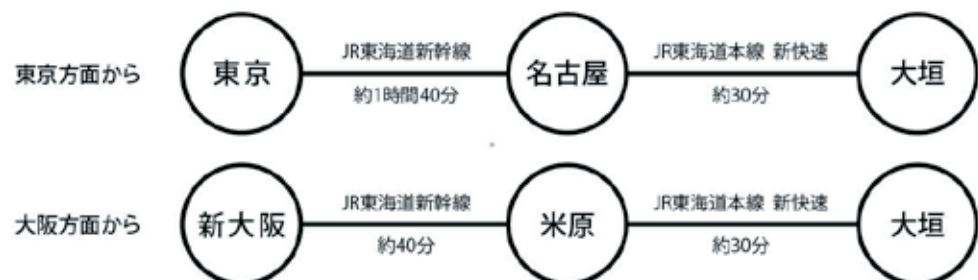 JR東海道新幹線 JR東海道本線 新快速
東京方面から 東京 名古屋 大垣
約1時間40分 約30分
JR東海道新幹線 JR東海道本線 新快速
大阪方面から 新大阪 米原 大垣
約40分 約30分